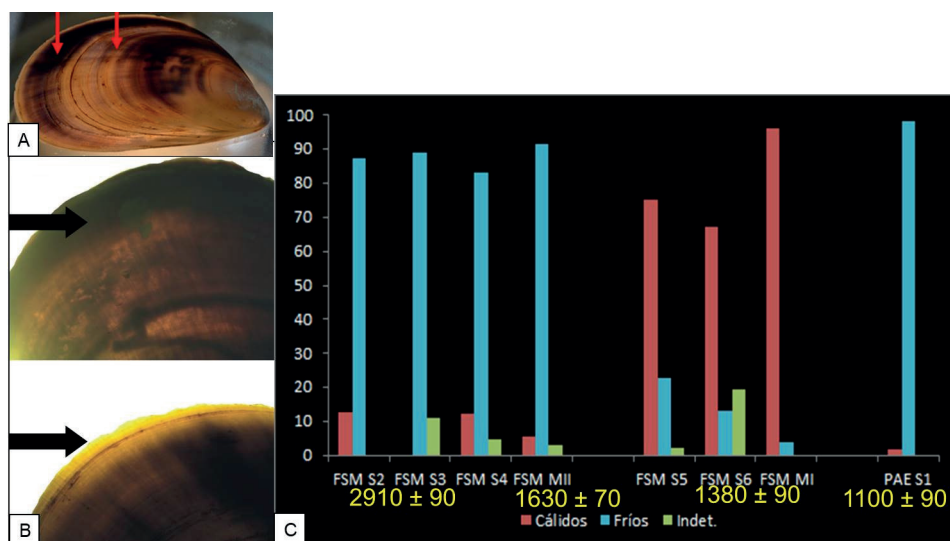 A
B
C
100
90
80
70
60
50
40
30
20
10
0
FSM S2 FSM S3 FSM S4 FSM MII FSM S5 FSM S6 FSM MI PAE S1
2910 ± 90 1630 ± 70 1380 ± 90 1100 ± 90
Cálidos Fríos Indet.